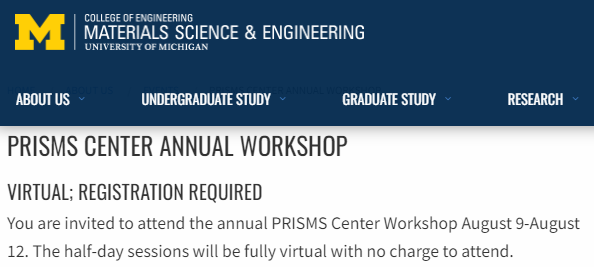 M
COLLEGE OF ENGINEERING
MATERIALS SCIENCE & ENGINEERING
UNIVERSITY OF MICHIGAN
ABOUT US UNDERGRADUATE STUDY GRADUATE STUDY RESEARCH
PRISMS CENTER ANNUAL WORKSHOP
VIRTUAL; REGISTRATION REQUIRED
You are invited to attend the annual PRISMS Center Workshop August 9-August
12. The half-day sessions will be fully virtual with no charge to attend.